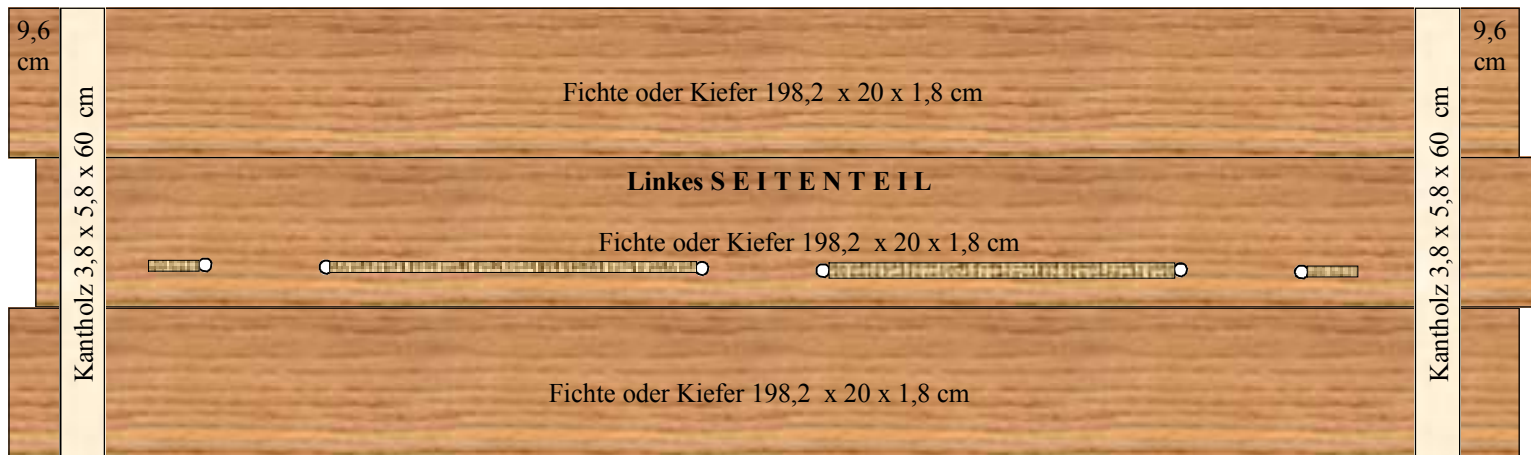 9,6
cm
9,6
cm
Fichte oder Kiefer 198,2 x 20 x 1,8 cm
Kantholz 3,8 x 5,8 x 60 cm
Kantholz 3,8 x 5,8 x 60 cm
Linkes S E I T E N T E I L
Fichte oder Kiefer 198,2 x 20 x 1,8 cm
Fichte oder Kiefer 198,2 x 20 x 1,8 cm